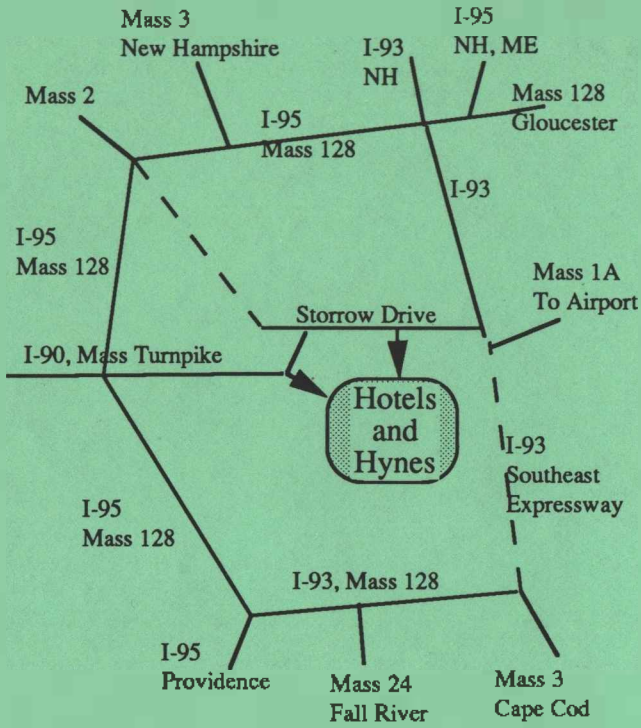 Mass 3
New Hampshire
I-93
NH
I-95
NH, ME
Mass 2
Mass 128
Gloucester
I-95
Mass 128
I-93
I-95
Mass 128
Mass 1A
To Airport
Storrow Drive
I-90, Mass Turnpike
Hotels
and
Hynes
I-93
Southeast
Expressway
I-95
Mass 128
I-93, Mass 128
I-95
Providence
Mass 24
Fall River
Mass 3
Cape Cod